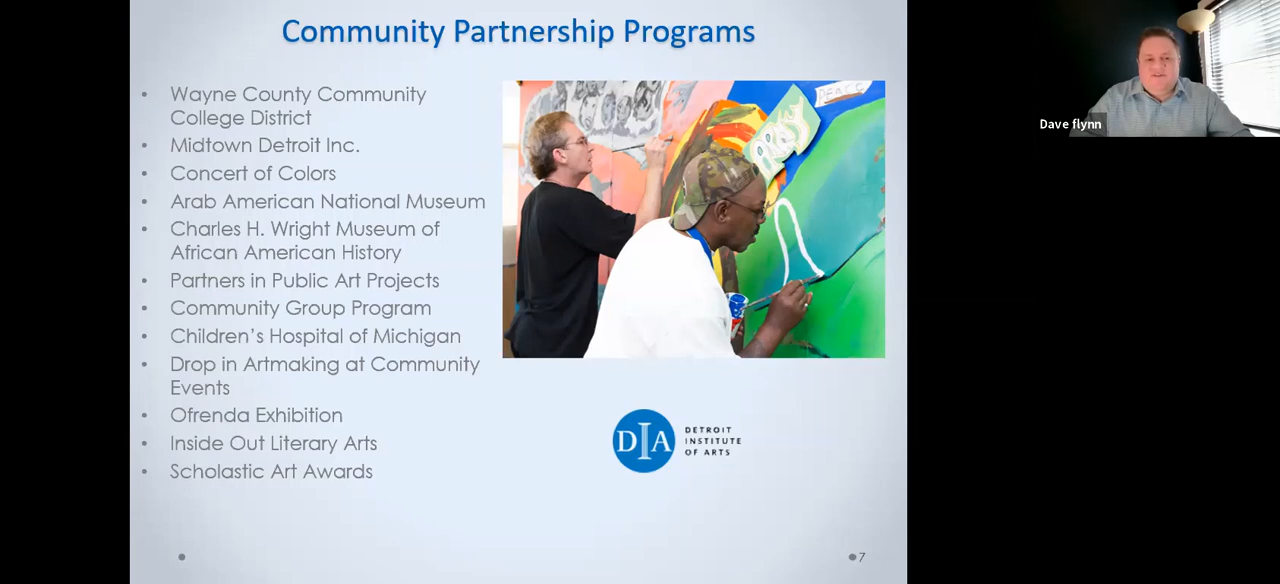 Community Partnership Programs
• Wayne County Community
College District
• Midtown Detroit Inc.
• Concert of Colors
• Arab American National Museum
• Charles H. Wright Museum of
African American History
• Partners in Public Art Projects
• Community Group Program
• Children's Hospital of Michigan
• Drop in Artmaking at Community
Events
• Ofrenda Exhibition
• Inside Out Literary Arts
• Scholastic Art Awards
PEACE
DIA
DETROIT
INSTITUTE
OF ARTS
7
Dave flynn